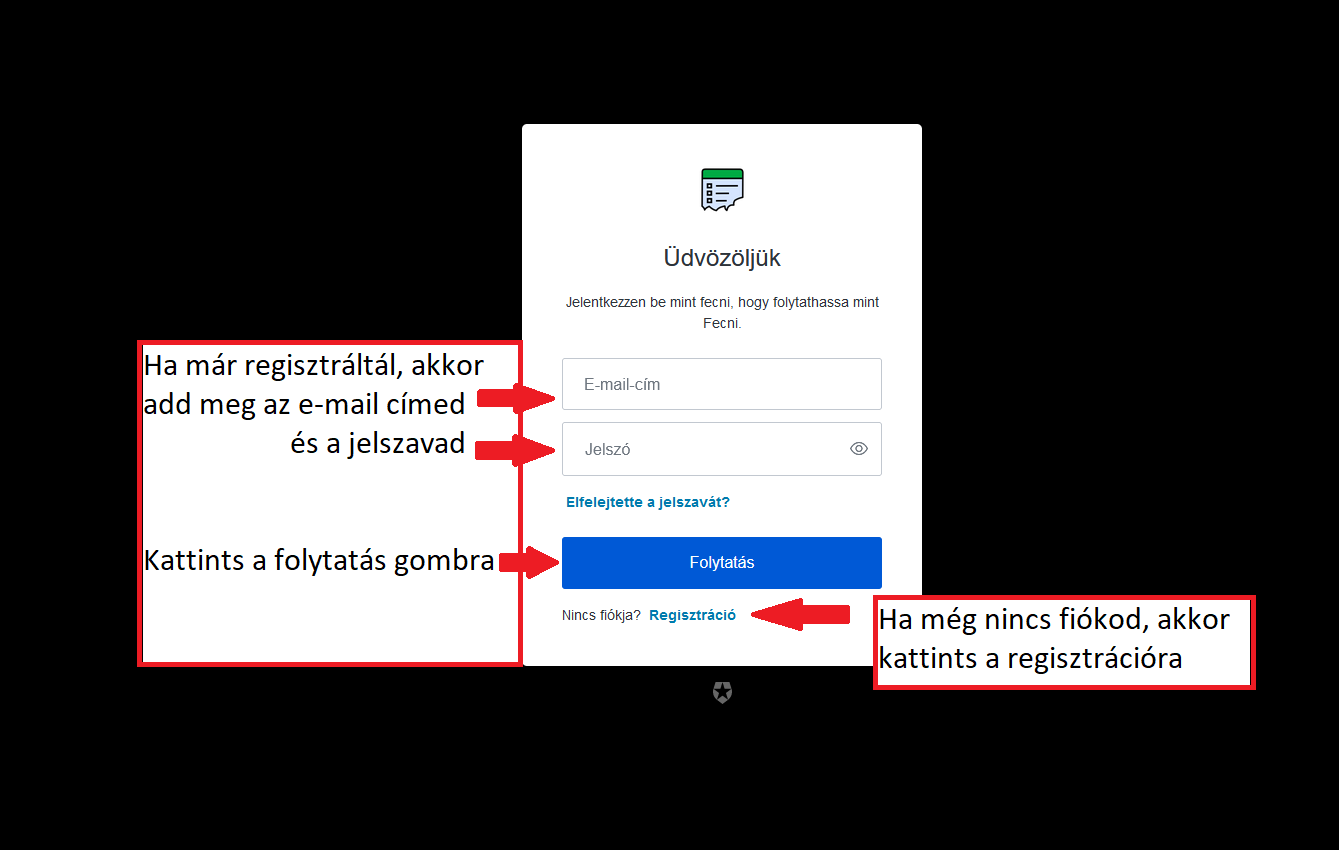 Üdvözöljük
Jelentkezzen be mint fecni, hogy folytathassa mint
Fecni.
Ha már regisztráltál, akkor
add meg az e-mail címed
és a jelszavad
E-mail-cím
Jelszó
Elfelejtette a jelszavát?
Kattints a folytatás gombra
Folytatás
Nincs fiókja? Regisztráció
Ha még nincs fiókod, akkor
kattints a regisztrációra